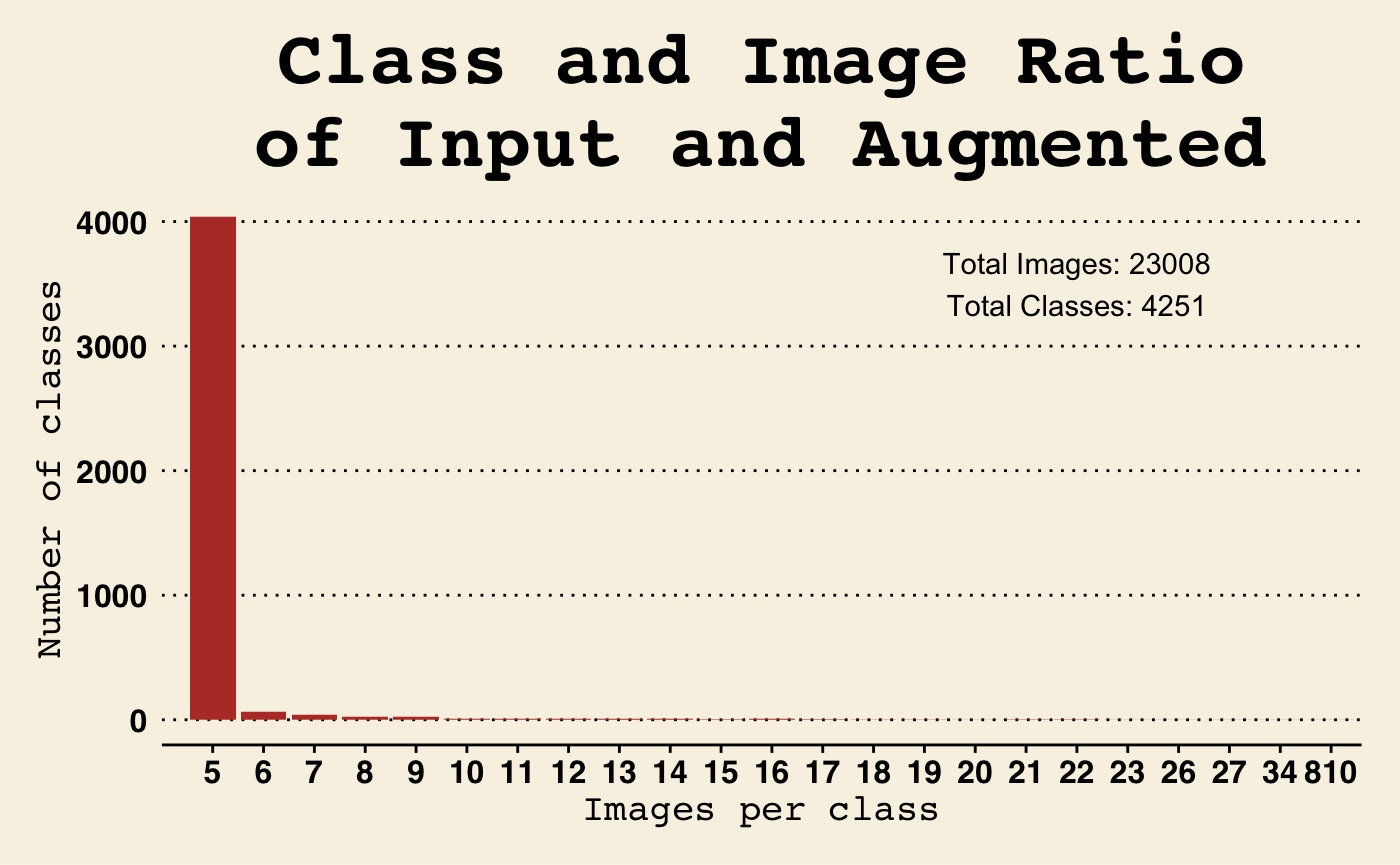 Class and Image Ratio
of Input and Augmented
4000
Total Images: 23008
Total Classes: 4251
3000
2000
1000
0
Number of classes
5 6 7 8 9 10 11 12 13 14 15 16 17 18 19 20 21 22 23 26 27 34 810
Images per class